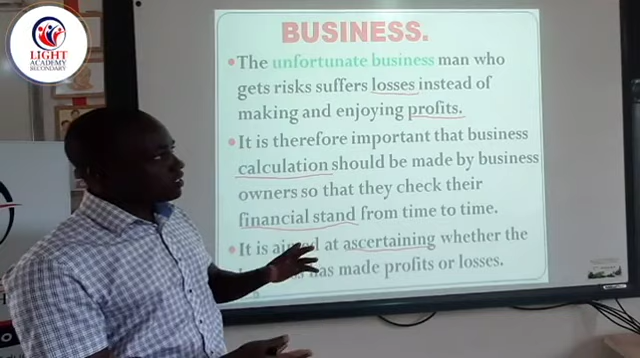 LIGHT
ACADEMY
SECONDARY
BUSINESS.
The unfortunate business man who
gets risks suffers losses instead of
making and enjoying profits.
It is therefore important that business
calculation should be made by business
owners so that they check their
financial stand from time to time.
It is aimed at ascertaining whether the
has made profits or losses.